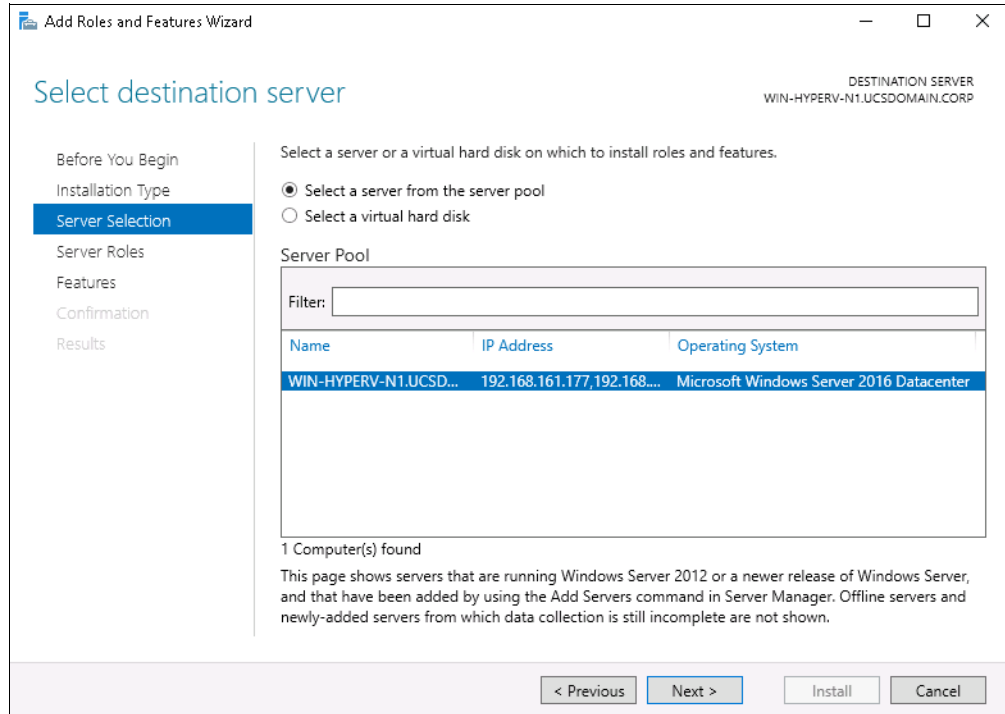 Add Roles and Features Wizard
Select destination server
DESTINATION SERVER
WIN-HYPERV-N1.UCSDOMAIN.CORP
Before You Begin
Installation Type
Server Selection
Server Roles
Features
Confirmation
Results
Select a server or a virtual hard disk on which to install roles and features.
Select a server from the server pool
Select a virtual hard disk
Server Pool
Filter:
Name IP Address Operating System
WIN-HYPERV-N1.UCSD... 192.168.161.177,192.168.... Microsoft Windows Server 2016 Datacenter
1 Computer(s) found
This page shows servers that are running Windows Server 2012 or a newer release of Windows Server,
and that have been added by using the Add Servers command in Server Manager. Offline servers and
newly-added servers from which data collection is still incomplete are not shown.
< Previous Next > Install Cancel